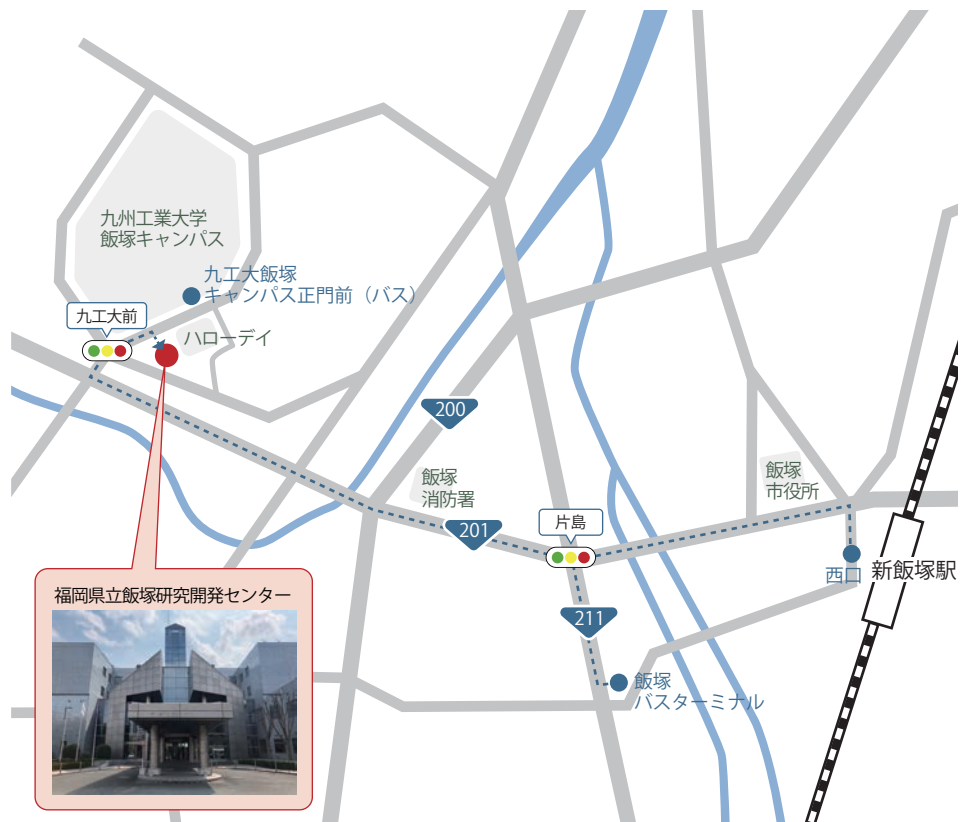 九州工業大学
飯塚キャンパス
九工大飯塚
キャンパス正門前（バス）
九工大前
ハローデイ
200
飯塚
消防署
飯塚
市役所
201
片島
西口
新飯塚駅
福岡県立飯塚研究開発センター
211
飯塚
バスターミナル